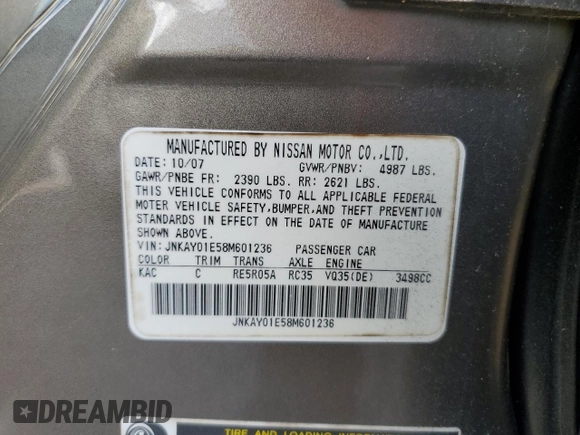 MANUFACTURED BY NISSAN MOTOR CO.,LTD.
DATE: 10/07 GVWR/PNBV: 4987 LBS.
GAWR/PNBE FR: 2390 LBS. RR: 2621 LBS.
THIS VEHICLE CONFORMS TO ALL APPLICABLE FEDERAL
MOTOR VEHICLE SAFETY,BUMPER,AND THEFT PREVENTION
STANDARDS IN EFFECT ON THE DATE OF MANUFACTURE
SHOWN ABOVE.
VIN: JNKAY01E58M601236 PASSENGER CAR
COLOR TRIM TRANS AXLE ENGINE
KAC C RE5R05A RC35 VQ35(DE) 3498CC
JNKAY01E58M601236
TIRE AND LOADING
DREAMBID